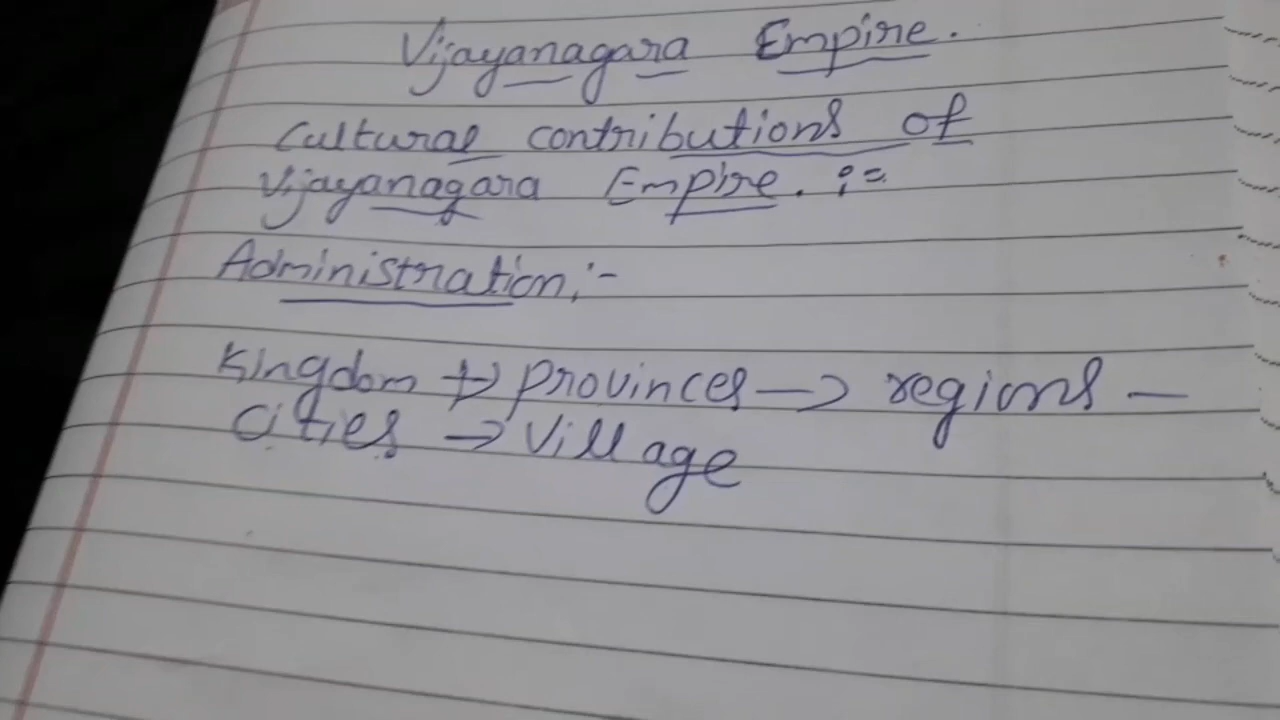 Vijayanagara Empire.
Cultural contributions of
Vijayanagara Empire. :=
Administration:-
Kingdom → provinces → regions —
cities → village